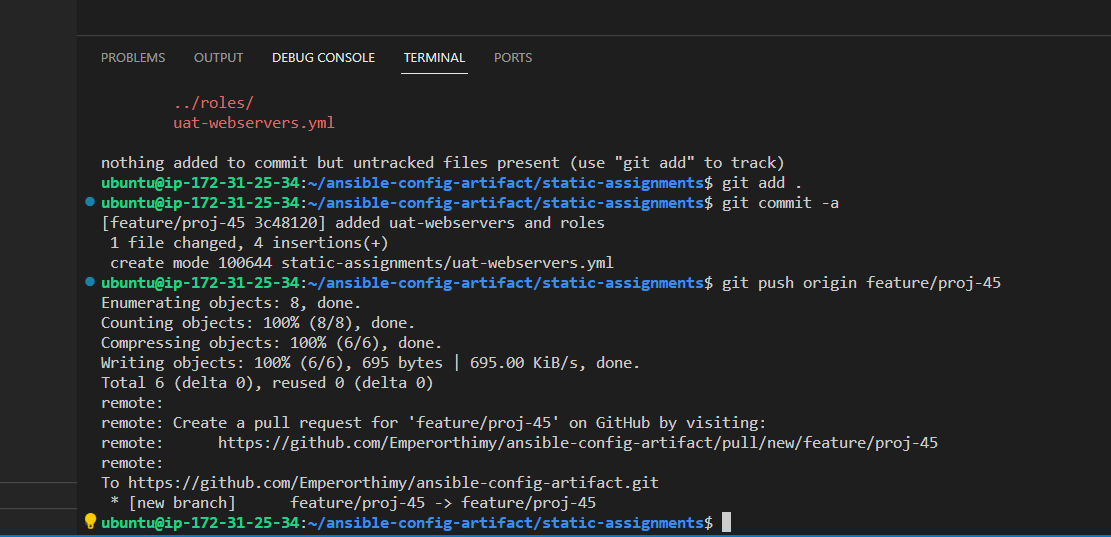 PROBLEMS OUTPUT DEBUG CONSOLE TERMINAL PORTS
../roles/
uat-webservers.yml
nothing added to commit but untracked files present (use "git add" to track)
ubuntu@ip-172-31-25-34:~/ansible-config-artifact/static-assignments$ git add .
ubuntu@ip-172-31-25-34:~/ansible-config-artifact/static-assignments$ git commit -a
[feature/proj-45 3c48120] added uat-webservers and roles
1 file changed, 4 insertions(+)
create mode 100644 static-assignments/uat-webservers.yml
ubuntu@ip-172-31-25-34:~/ansible-config-artifact/static-assignments$ git push origin feature/proj-45
Enumerating objects: 8, done.
Counting objects: 100% (8/8), done.
Compressing objects: 100% (6/6), done.
Writing objects: 100% (6/6), 695 bytes | 695.00 KiB/s, done.
Total 6 (delta 0), reused 0 (delta 0)
remote:
remote: Create a pull request for 'feature/proj-45' on GitHub by visiting:
remote:      https://github.com/Emperorthimy/ansible-config-artifact/pull/new/feature/proj-45
remote:
To https://github.com/Emperorthimy/ansible-config-artifact.git
* [new branch]      feature/proj-45 -> feature/proj-45
ubuntu@ip-172-31-25-34:~/ansible-config-artifact/static-assignments$